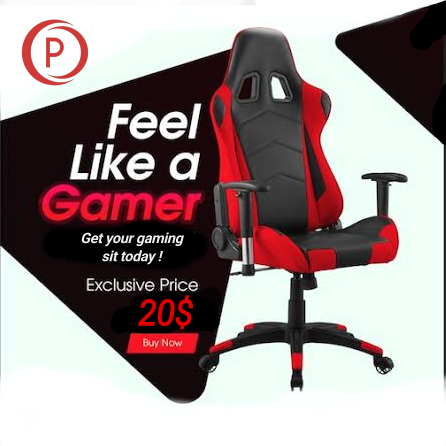 P
Feel
Like a
Gamer
Get your gaming
sit today !
Exclusive Price
20$
Buy Now